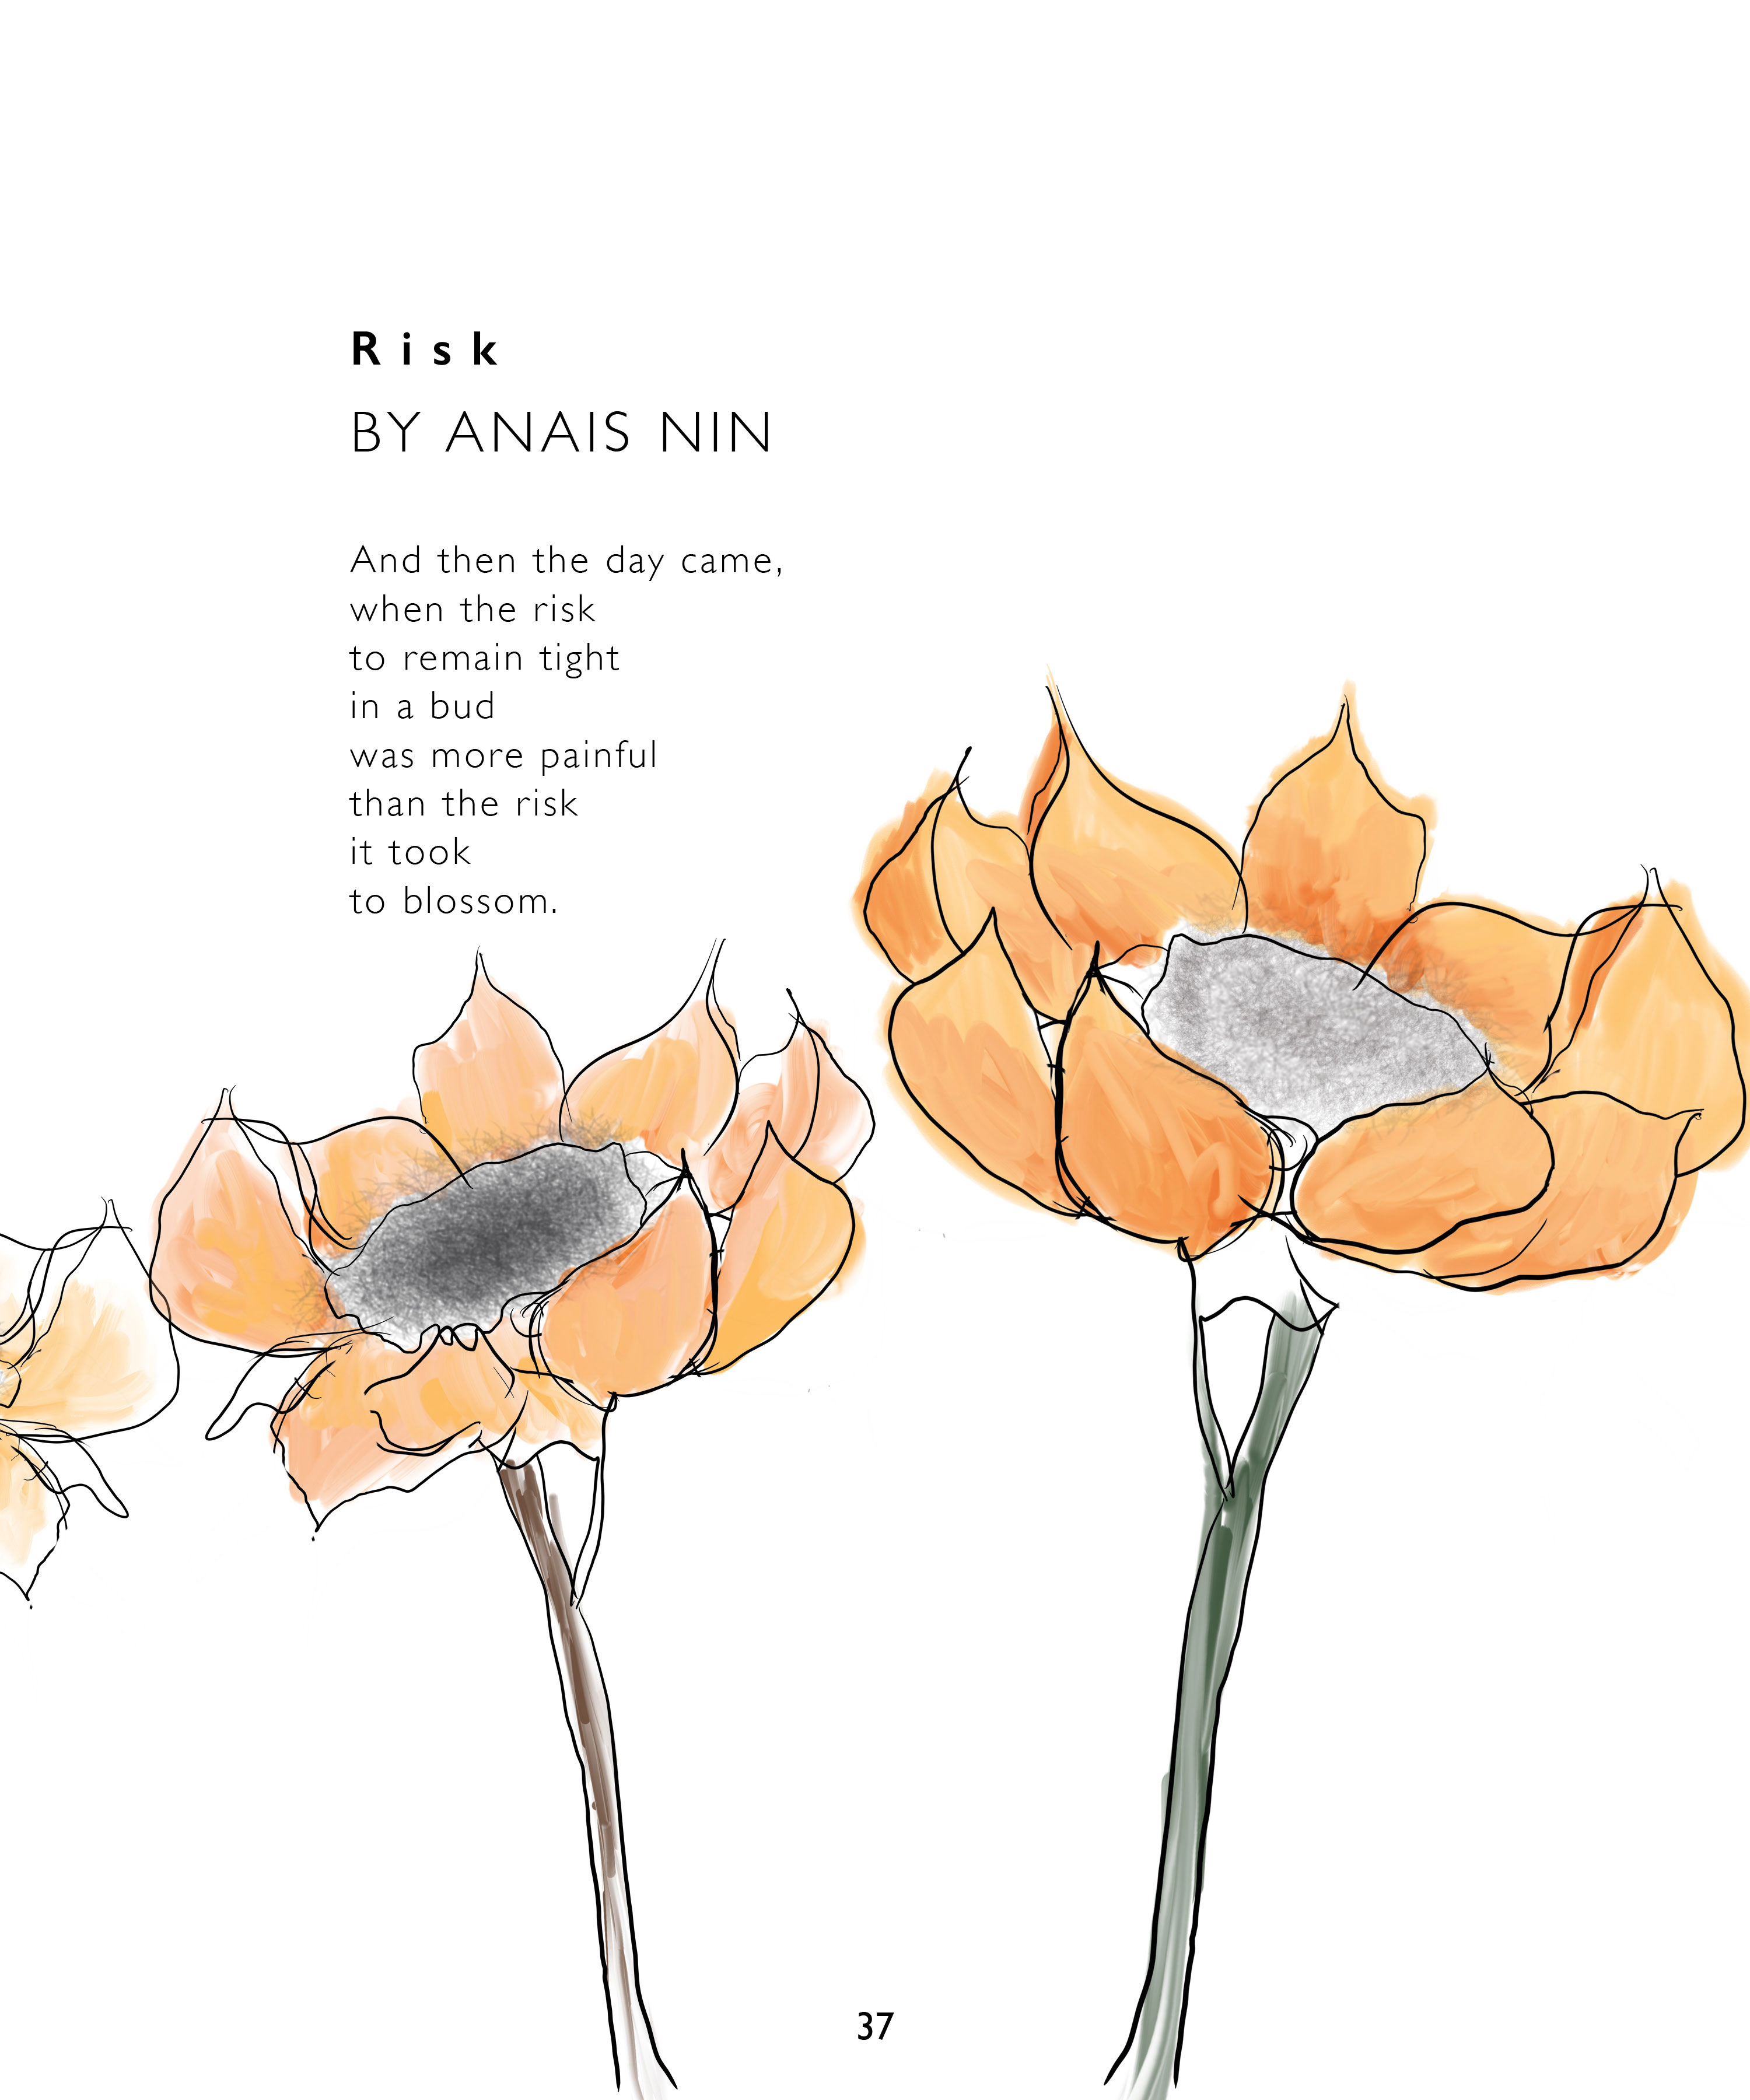 Risk
BY ANAIS NIN
And then the day came,
when the risk
to remain tight
in a bud
was more painful
than the risk
it took
to blossom.
37